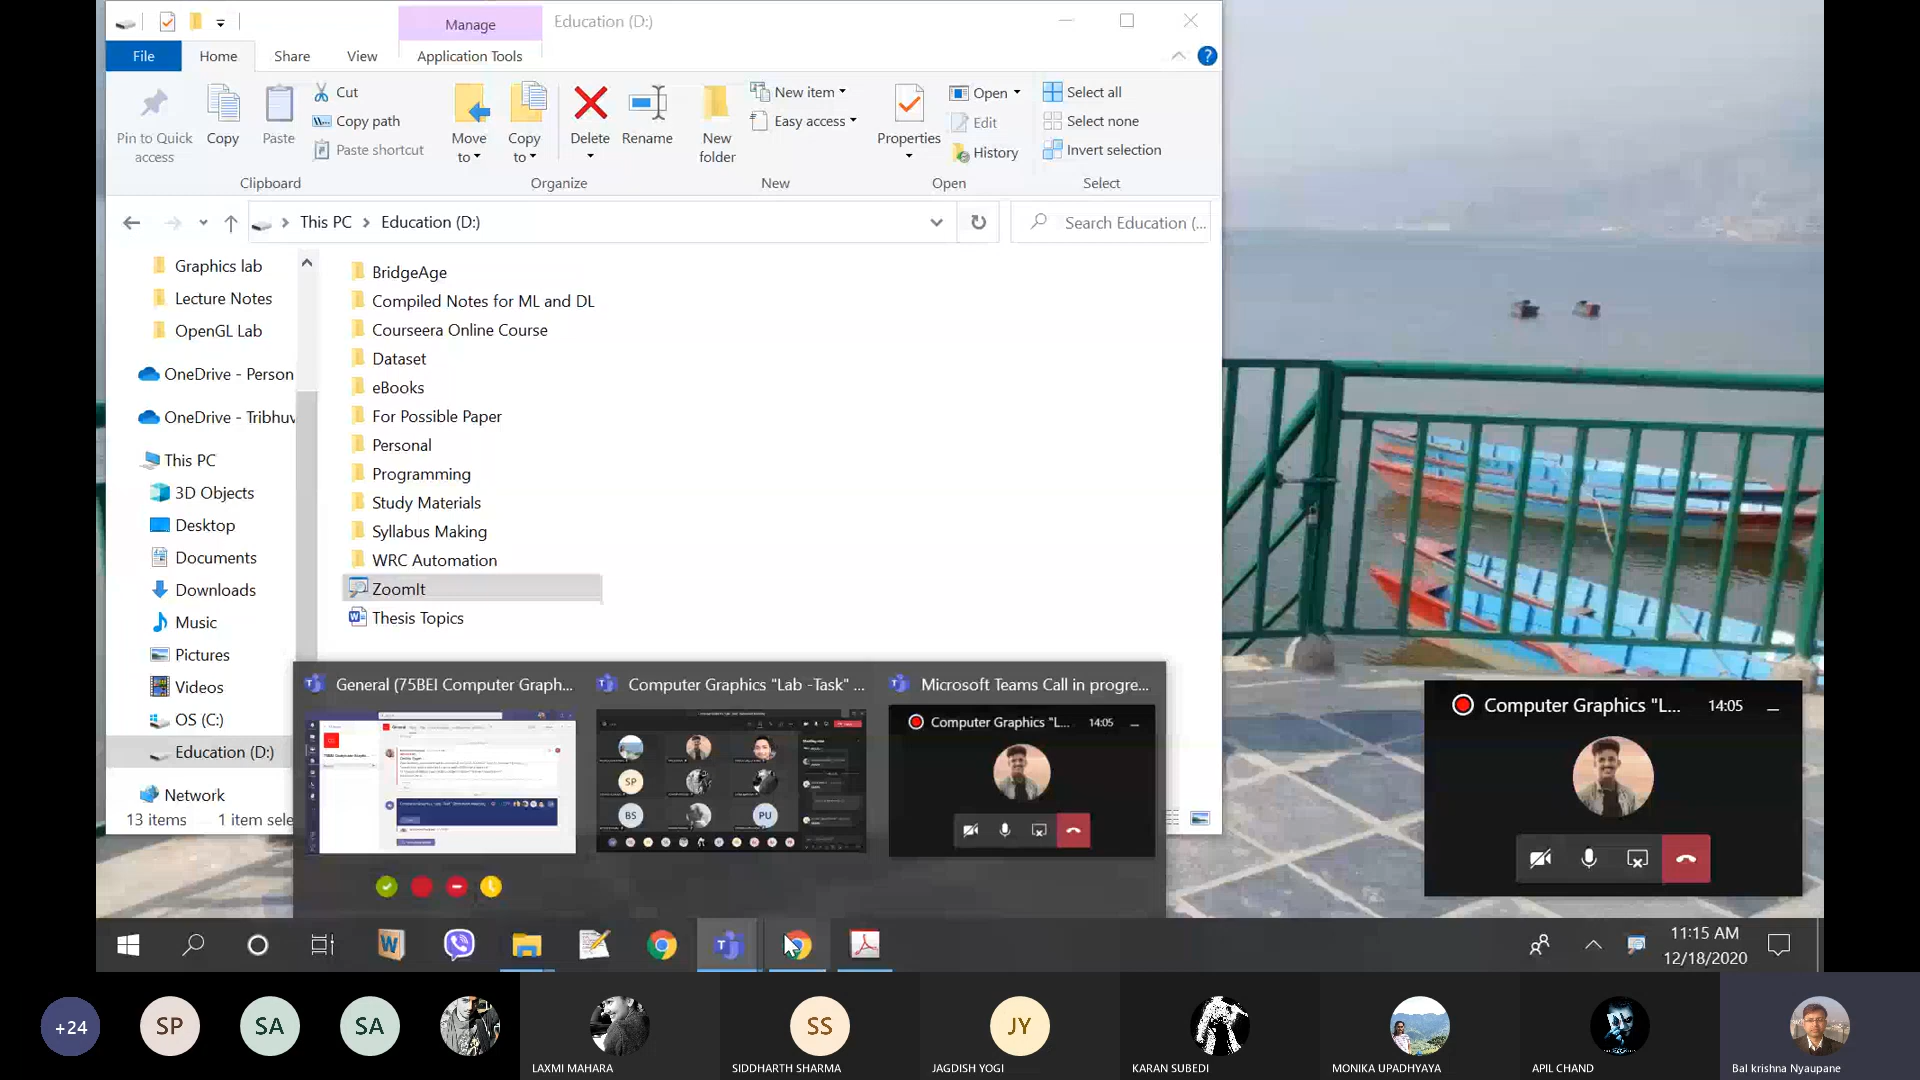 Manage
Education (D:)
File
Home
Share
View
Application Tools
Pin to Quick access
Copy
Paste
Cut
Copy path
Paste shortcut
Move to
Copy to
Delete
Rename
New folder
New item
Easy access
Properties
Open
Edit
History
Select all
Select none
Invert selection
Clipboard
Organize
New
Open
Select
This PC
Education (D:)
Search Education (...
Graphics lab
Lecture Notes
OpenGL Lab
OneDrive - Person
OneDrive - Tribhuv
This PC
3D Objects
Desktop
Documents
Downloads
Music
Pictures
Videos
OS (C:)
Education (D:)
Network
13 items
1 item sele
BridgeAge
Compiled Notes for ML and DL
Courseera Online Course
Dataset
eBooks
For Possible Paper
Personal
Programming
Study Materials
Syllabus Making
WRC Automation
ZoomIt
Thesis Topics
General (75BEI Computer Graph...
Computer Graphics "Lab -Task" ...
Microsoft Teams Call in progre...
SP
BS
PU
Computer Graphics "L...
14:05
Computer Graphics "L...
14:05
11:15 AM
12/18/2020
+24
SP
SA
SA
LAXMI MAHARA
SS
SIDDHARTH SHARMA
JY
JAGDISH YOGI
KARAN SUBEDI
MONIKA UPADHYAYA
APIL CHAND
Bal krishna Nyaupane